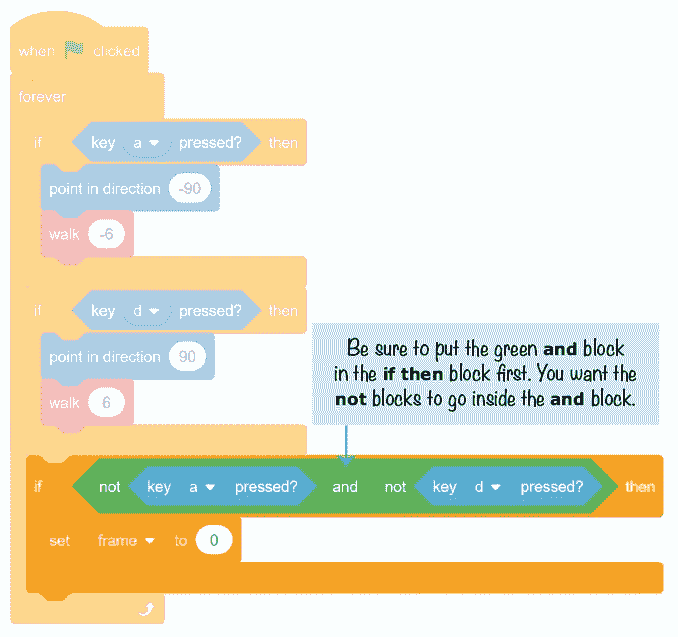 when clicked
forever
if key a pressed? then
point in direction -90
walk -6
if key d pressed? then
point in direction 90
walk 6
Be sure to put the green and block
in the if then block first. You want the
not blocks to go inside the and block.
if not key a pressed? and not key d pressed? then
set frame to 0